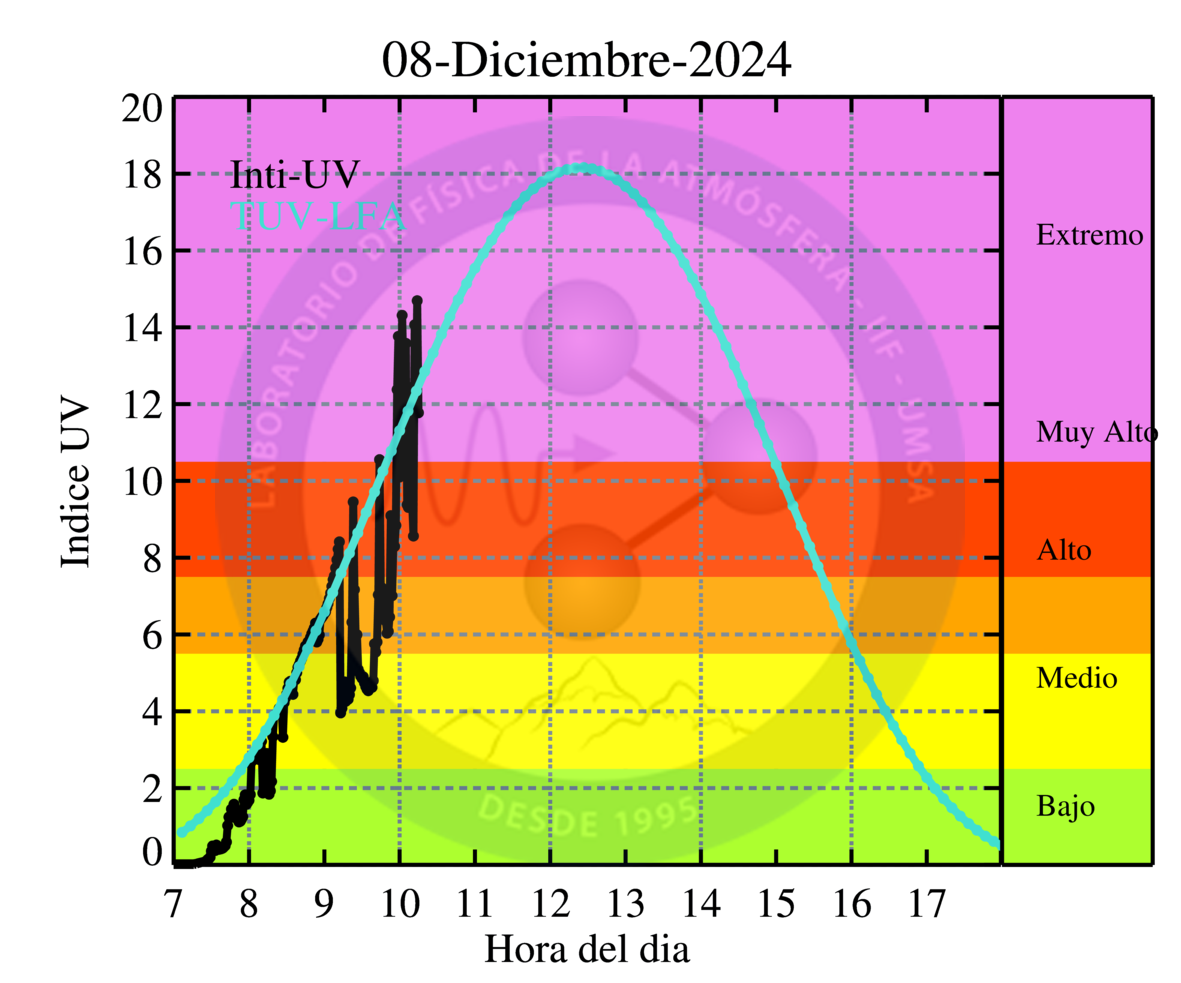 08-Diciembre-2024
Inti-UV
TUV-LFA
LABORATORIO DE FÍSICA DE LA ATMÓSFERA - IIF - UMSA
DESDE 1995
Indice UV
20
18
16
14
12
10
8
6
4
2
0
7 8 9 10 11 12 13 14 15 16 17
Hora del dia
Extremo
Muy Alto
Alto
Medio
Bajo